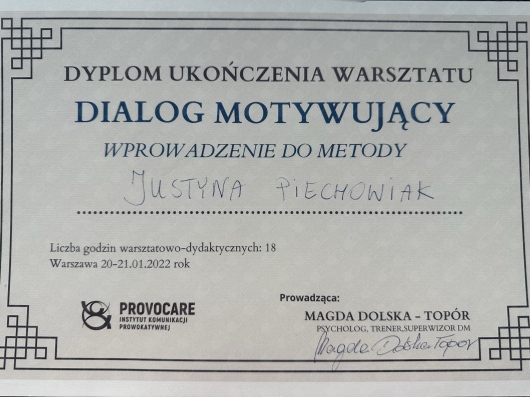 DYPLOM UKOŃCZENIA WARSZTATU
DIALOG MOTYWUJĄCY
WPROWADZENIE DO METODY
JUSTYNA PIECHOWIAK
Liczba godzin warsztatowo-dydaktycznych: 18
Warszawa 20-21.01.2022 rok
PROVOCARE
INSTYTUT KOMUNIKACJI
PROWOKATYWNEJ
Prowadząca:
MAGDA DOLSKA - TOPÓR
PSYCHOLOG, TRENER,SUPERWIZOR DM
Magda Dolska-Topór